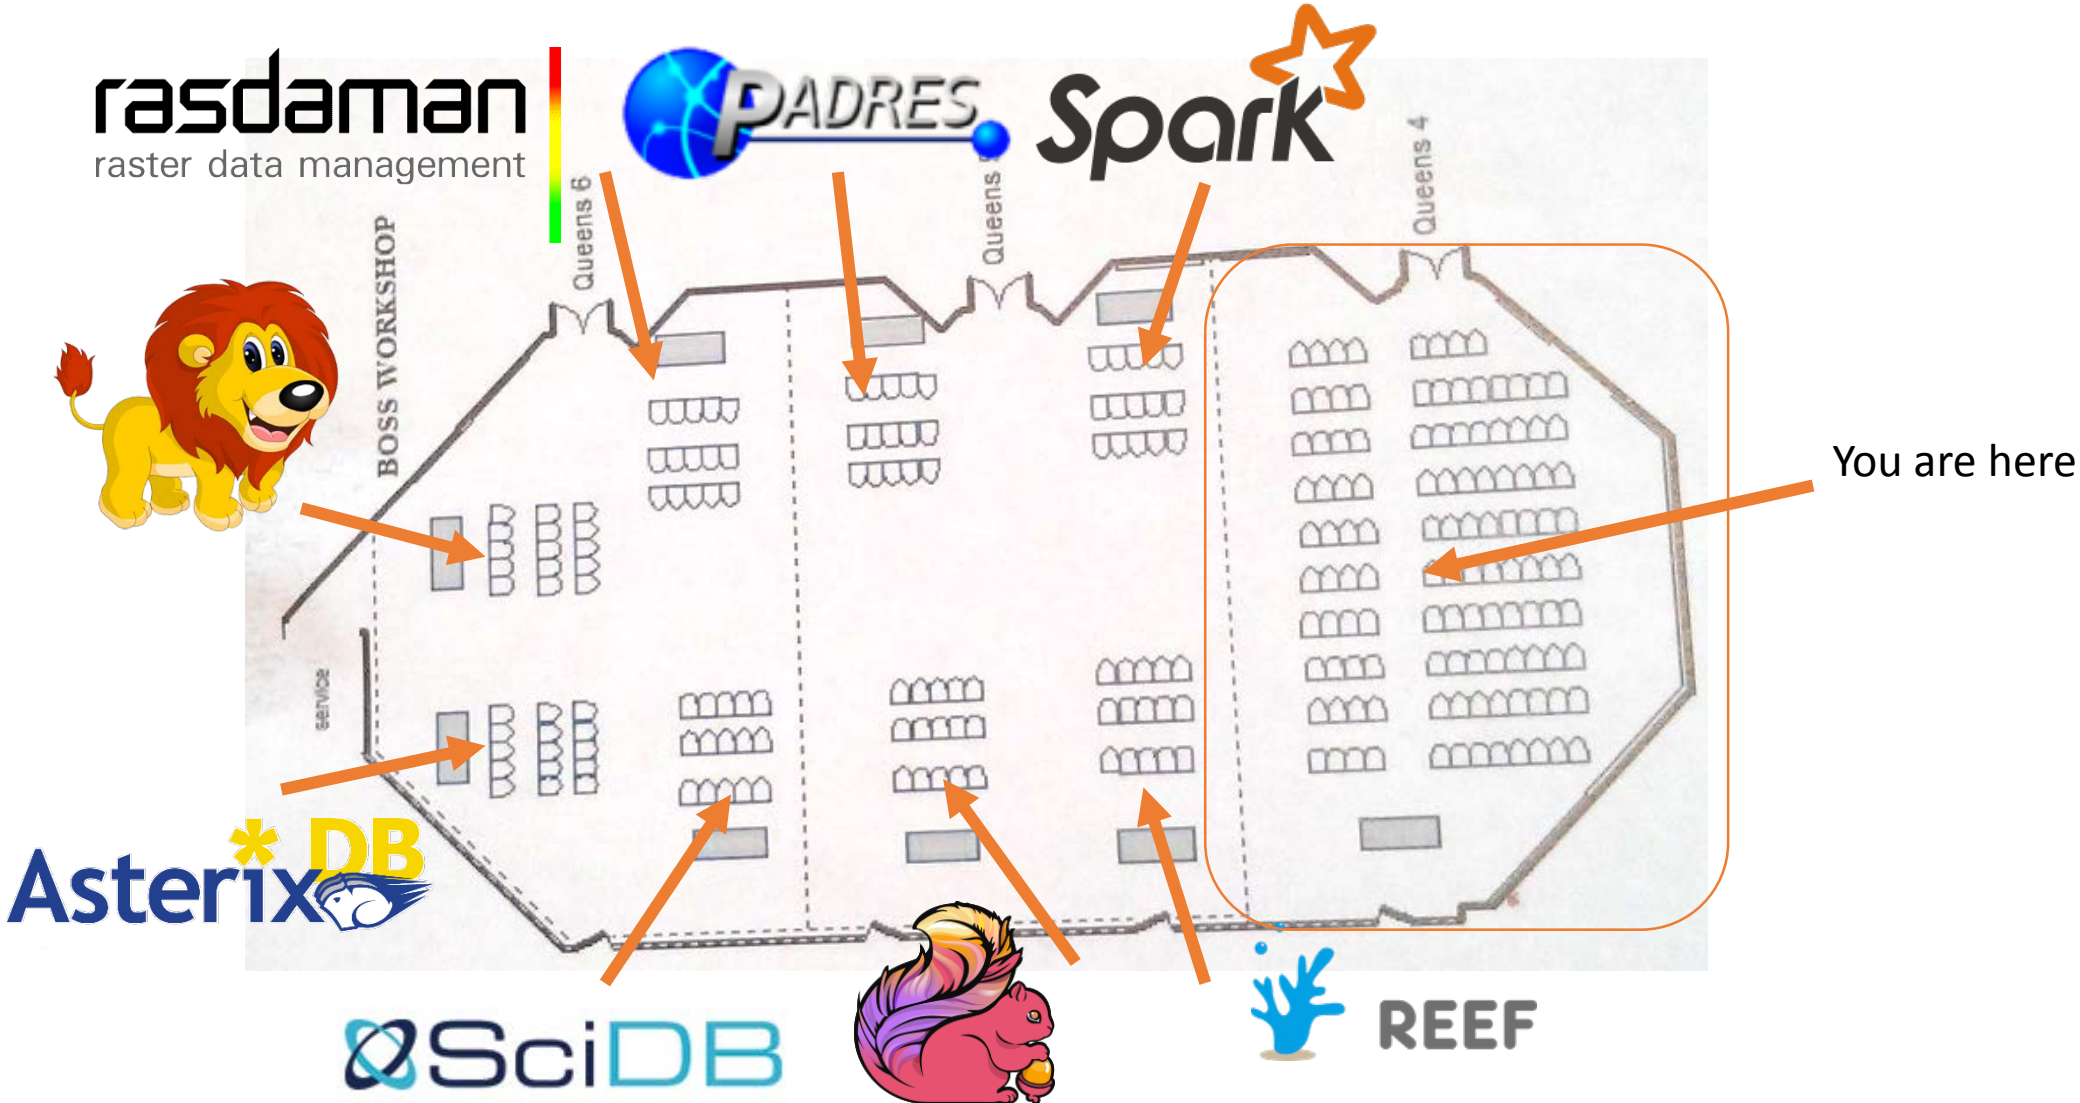 rasdaman
raster data management
PADRES
Spark
Queens 6
Queens
Queens 4
BOSS WORKSHOP
You are here
service
AsterixDB
SciDB
REEF